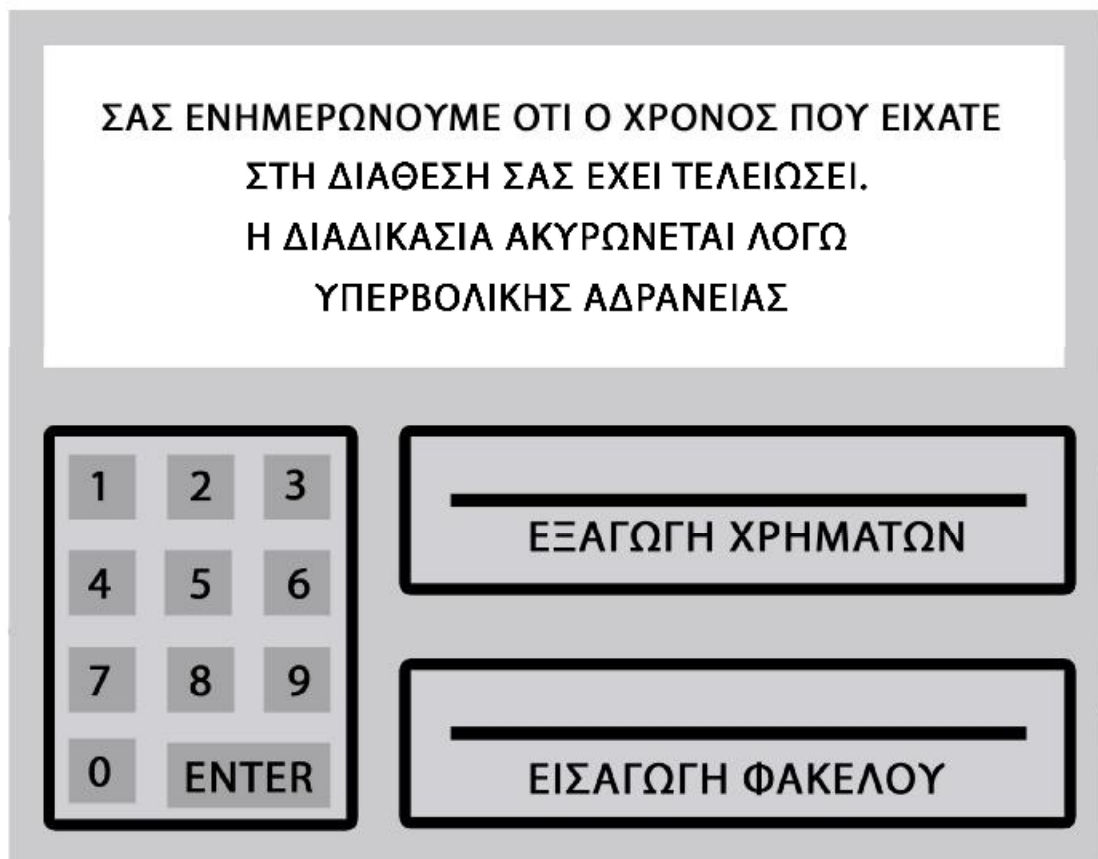 ΣΑΣ ΕΝΗΜΕΡΩΝΟΥΜΕ ΟΤΙ Ο ΧΡΟΝΟΣ ΠΟΥ ΕΙΧΑΤΕ
ΣΤΗ ΔΙΑΘΕΣΗ ΣΑΣ ΕΧΕΙ ΤΕΛΕΙΩΣΕΙ.
Η ΔΙΑΔΙΚΑΣΙΑ ΑΚΥΡΩΝΕΤΑΙ ΛΟΓΩ
ΥΠΕΡΒΟΛΙΚΗΣ ΑΔΡΑΝΕΙΑΣ
1 2 3
4 5 6
7 8 9
0 ENTER
ΕΞΑΓΩΓΗ ΧΡΗΜΑΤΩΝ
ΕΙΣΑΓΩΓΗ ΦΑΚΕΛΟΥ